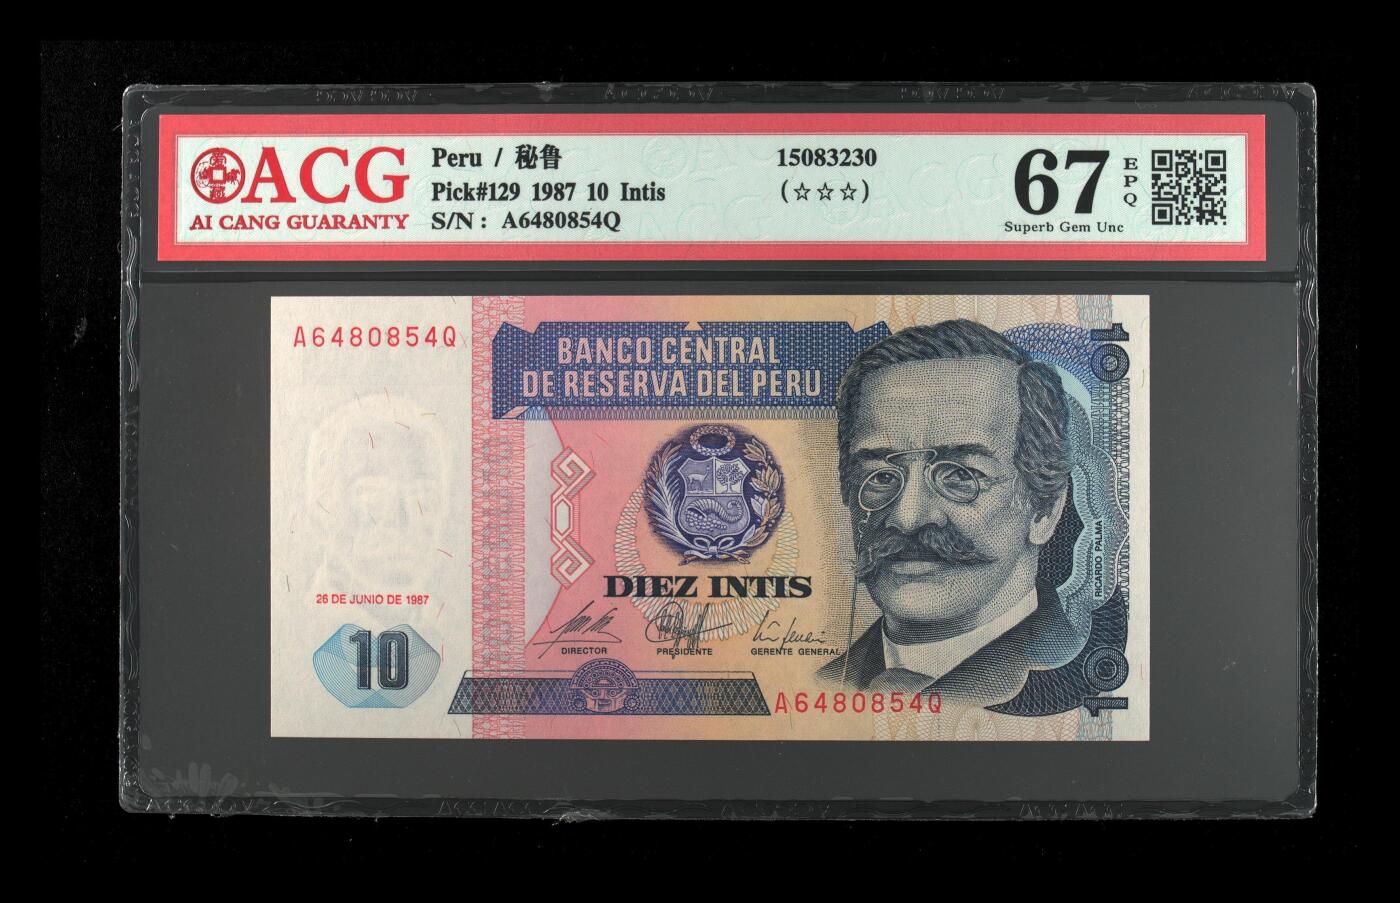 ACG
AI CANG GUARANTY
Peru / 秘鲁
Pick#129 1987 10 Intis
S/N: A6480854Q
15083230
(☆☆☆)
67
EPQ
Superb Gem Unc
A6480854Q
BANCO CENTRAL
DE RESERVA DEL PERU
10
RICARDO PALMA
DIEZ INTIS
26 DE JUNIO DE 1987
10
DIRECTOR
PRESIDENTE
GERENTE GENERAL
A6480854Q
10